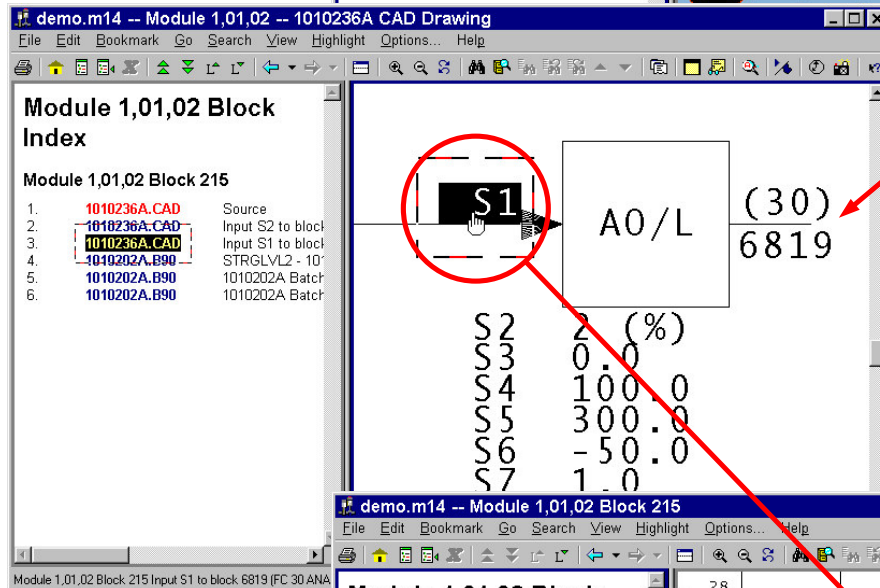 demo.m14 -- Module 1,01,02 -- 1010236A CAD Drawing
File Edit Bookmark Go Search View Highlight Options... Help
Module 1,01,02 Block
Index
Module 1,01,02 Block 215
1. 1010236A.CAD Source
2. 1010236A.CAD Input S2 to block
3. 1010236A.CAD Input S1 to block
4. 1010202A.B90 STRGLVL2 - 101
5. 1010202A.B90 1010202A Batch
6. 1010202A.B90 1010202A Batch
S1
AO/L
(30)
6819
S2 2 (%)
S3 0.0
S4 100.0
S5 300.0
S6 -50.0
S7 1.0
Module 1,01,02 Block 215 Input S1 to block 6819 (FC 30 ANA
demo.m14 -- Module 1,01,02 Block 215
File Edit Bookmark Go Search View Highlight Options... Help
Module 1,01,02 Block
28